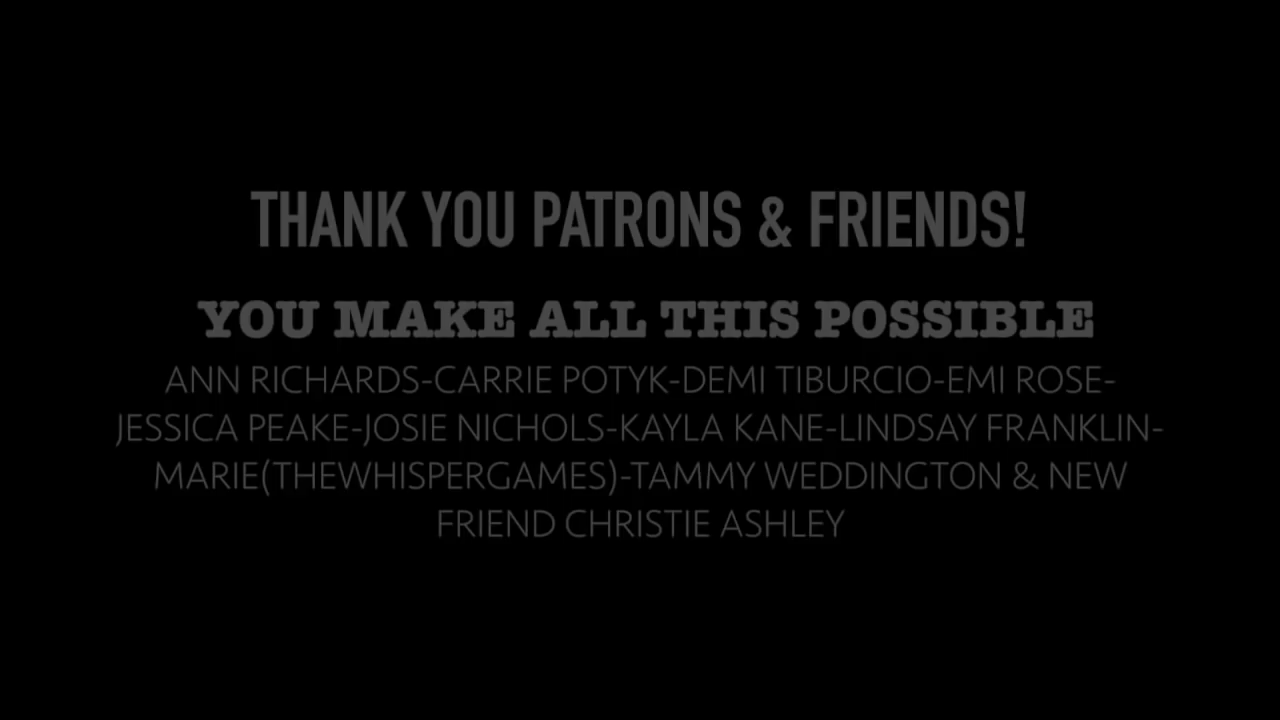 THANK YOU PATRONS & FRIENDS!
YOU MAKE ALL THIS POSSIBLE
ANN RICHARDS-CARRIE POTYK-DEMI TIBURCIO-EMI ROSE-
JESSICA PEAKE-JOSIE NICHOLS-KAYLA KANE-LINDSAY FRANKLIN-
MARIE(THEWHISPERGAMES)-TAMMY WEDDINGTON & NEW
FRIEND CHRISTIE ASHLEY